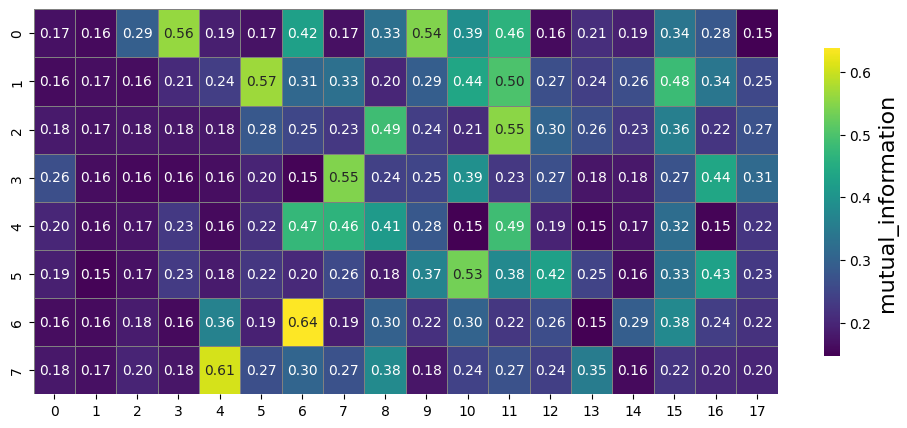 0 0.17 0.16 0.29 0.56 0.19 0.17 0.42 0.17 0.33 0.54 0.39 0.46 0.16 0.21 0.19 0.34 0.28 0.15
1 0.16 0.17 0.16 0.21 0.24 0.57 0.31 0.33 0.20 0.29 0.44 0.50 0.27 0.24 0.26 0.48 0.34 0.25
2 0.18 0.17 0.18 0.18 0.18 0.28 0.25 0.23 0.49 0.24 0.21 0.55 0.30 0.26 0.23 0.36 0.22 0.27
3 0.26 0.16 0.16 0.16 0.16 0.20 0.15 0.55 0.24 0.25 0.39 0.23 0.27 0.18 0.18 0.27 0.44 0.31
4 0.20 0.16 0.17 0.23 0.16 0.22 0.47 0.46 0.41 0.28 0.15 0.49 0.19 0.15 0.17 0.32 0.15 0.22
5 0.19 0.15 0.17 0.23 0.18 0.22 0.20 0.26 0.18 0.37 0.53 0.38 0.42 0.25 0.16 0.33 0.43 0.23
6 0.16 0.16 0.18 0.16 0.36 0.19 0.64 0.19 0.30 0.22 0.30 0.22 0.26 0.15 0.29 0.38 0.24 0.22
7 0.18 0.17 0.20 0.18 0.61 0.27 0.30 0.27 0.38 0.18 0.24 0.27 0.24 0.35 0.16 0.22 0.20 0.20
0 1 2 3 4 5 6 7 8 9 10 11 12 13 14 15 16 17
0.6
0.5
0.4
0.3
0.2
mutual_information